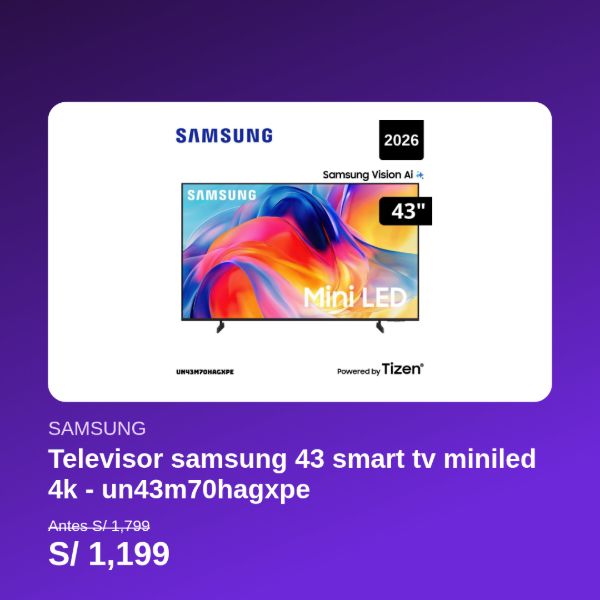 SAMSUNG
2026
Samsung Vision Ai
SAMSUNG
43"
Mini LED
UN43M70HAGXPE
Powered by Tizen®
SAMSUNG
Televisor samsung 43 smart tv miniled
4k - un43m70hagxpe
Antes S/ 1,799
S/ 1,199